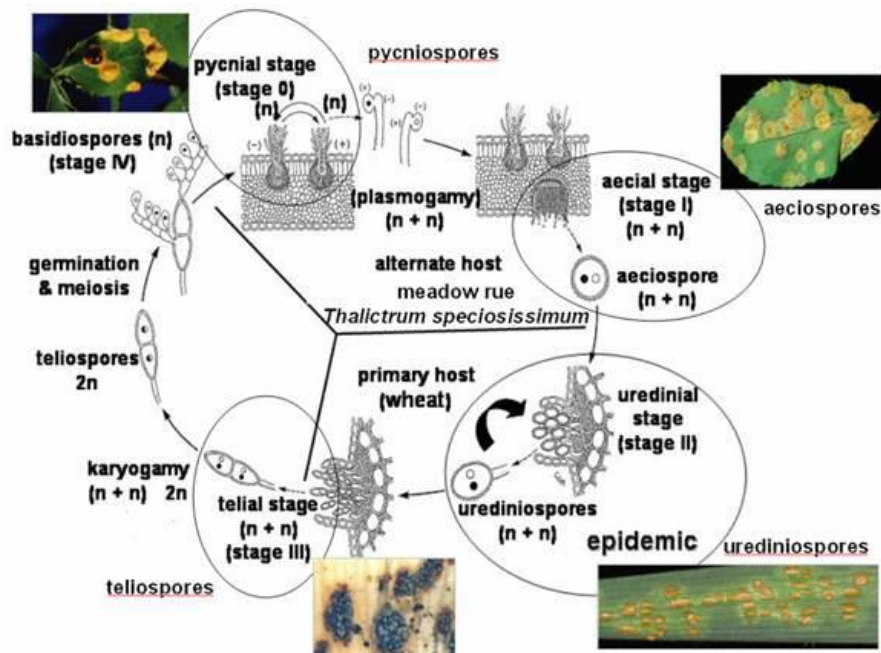 pycnial stage
(stage 0)
(n)
(n)
pycniospores
(+)
(-)
(-)
(+)
(-)
(+)
basidiospores (n)
(stage IV)
(plasmogamy)
(n + n)
aecial stage
(stage I)
(n + n)
aeciospores
aeciospore
(n + n)
germination
& meiosis
alternate host
meadow rue
Thalictrum speciosissimum
teliospores
2n
primary host
(wheat)
uredinial
stage
(stage II)
karyogamy
(n + n) 2n
telial stage
(n + n)
(stage III)
urediniospores
(n + n)
epidemic
urediniospores
teliospores